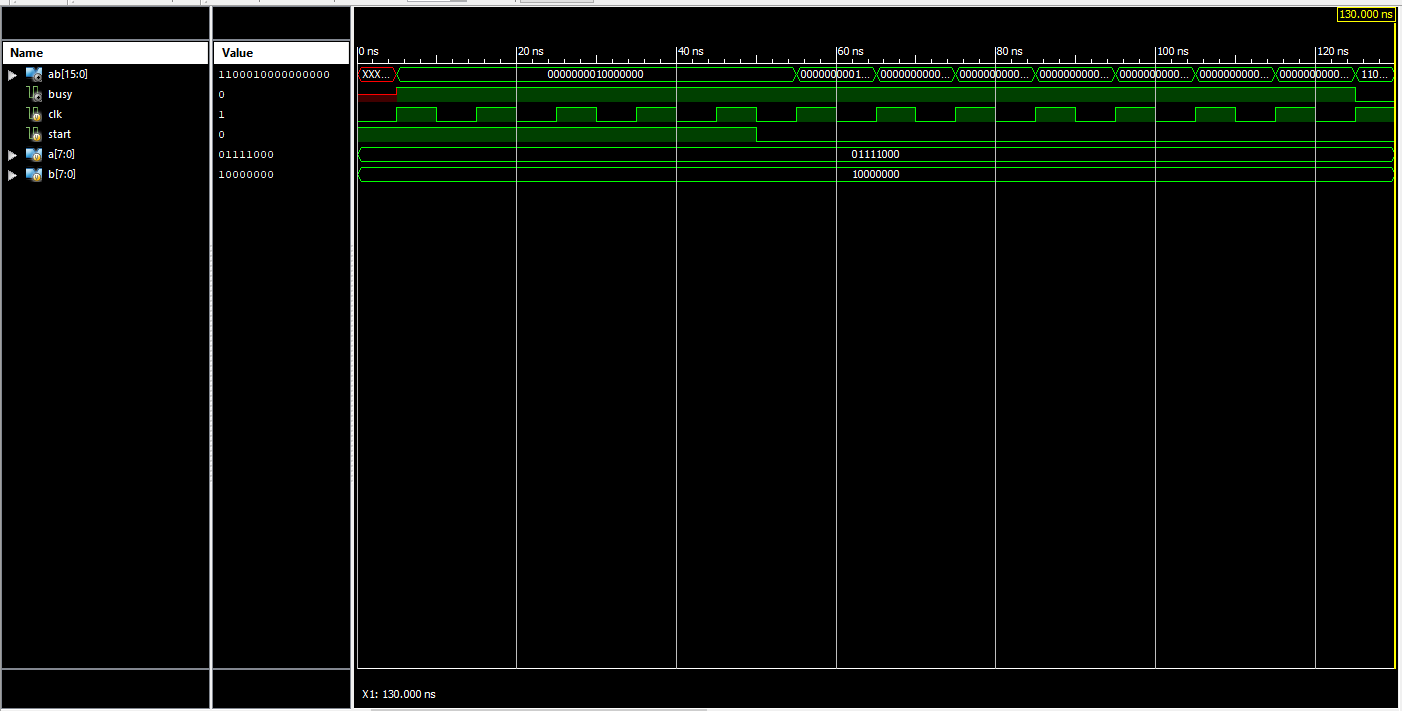 130.000 ns
Name Value
0 ns 20 ns 40 ns 60 ns 80 ns 100 ns 120 ns
ab[15:0] 1100010000000000 XXX... 0000000010000000 0000000001... 0000000000... 0000000000... 0000000000... 0000000000... 0000000000... 0000000000... 110...
busy 0
clk 1
start 0
a[7:0] 01111000 01111000
b[7:0] 10000000 10000000
X1: 130.000 ns